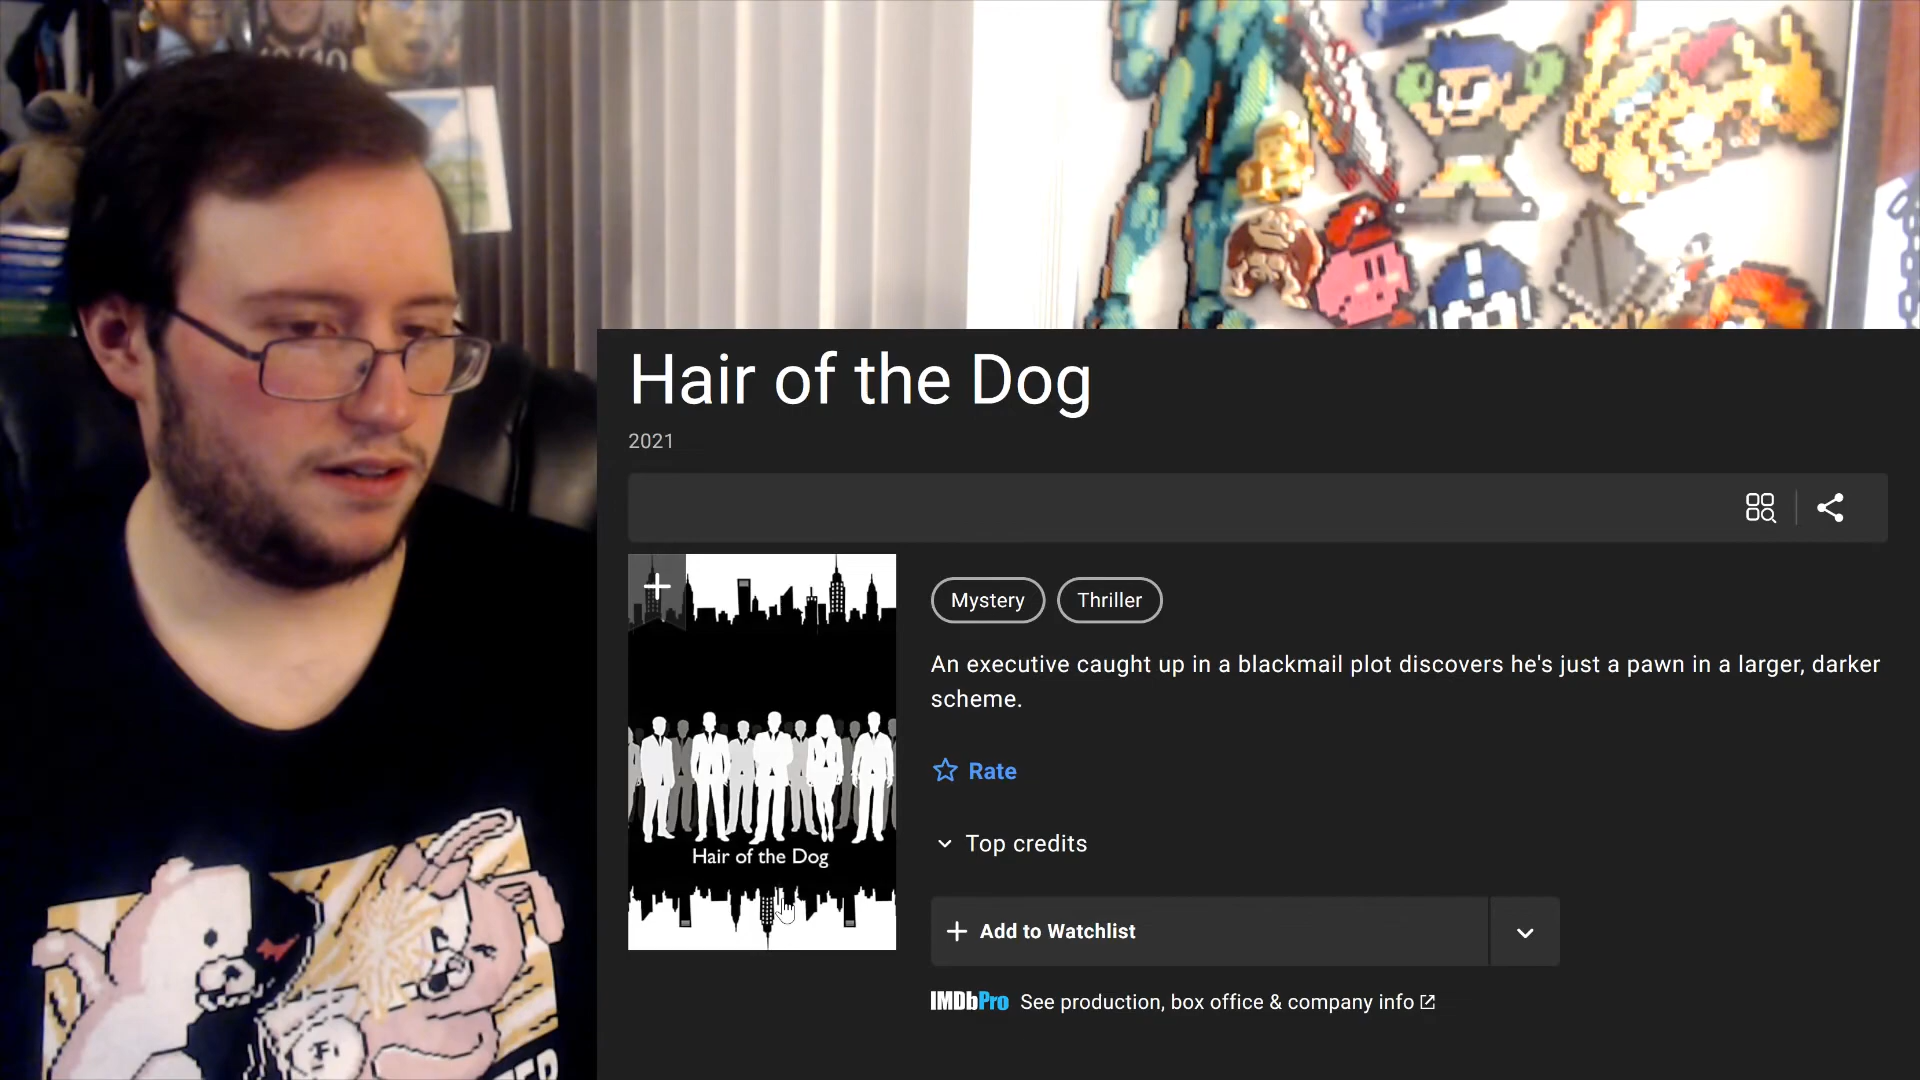 10/10
Hair of the Dog
2021
Mystery
Thriller
An executive caught up in a blackmail plot discovers he's just a pawn in a larger, darker
scheme.
Rate
Hair of the Dog
Top credits
Add to Watchlist
IMDbPro See production, box office & company info